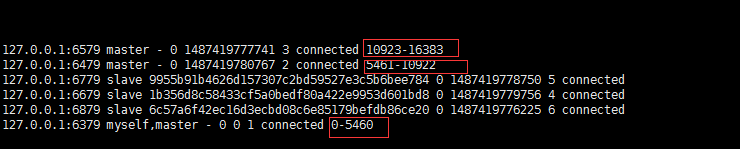 127.0.0.1:6579 master - 0 1487419777741 3 connected 10923-16383
127.0.0.1:6479 master - 0 1487419780767 2 connected 5461-10922
127.0.0.1:6779 slave 9955b91b4626d157307c2bd59527e3c5b6bee784 0 1487419778750 5 connected
127.0.0.1:6679 slave 1b356d8c58433cf5a0bedf80a422e9953d601bd8 0 1487419779756 4 connected
127.0.0.1:6879 slave 6c57a6f42ec16d3ecbd08c6e85179befdb86ce20 0 1487419776225 6 connected
127.0.0.1:6379 myself,master - 0 0 1 connected 0-5460